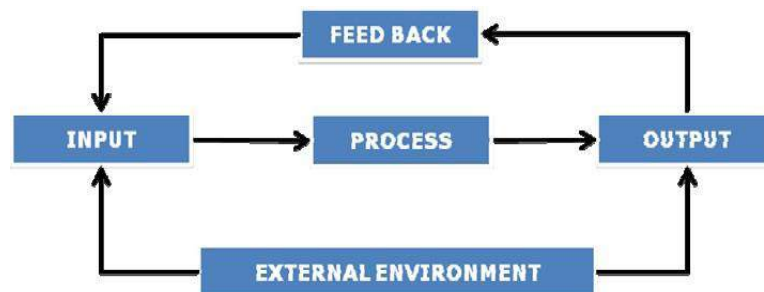 FEED BACK
INPUT
PROCESS
OUTPUT
EXTERNAL ENVIRONMENT